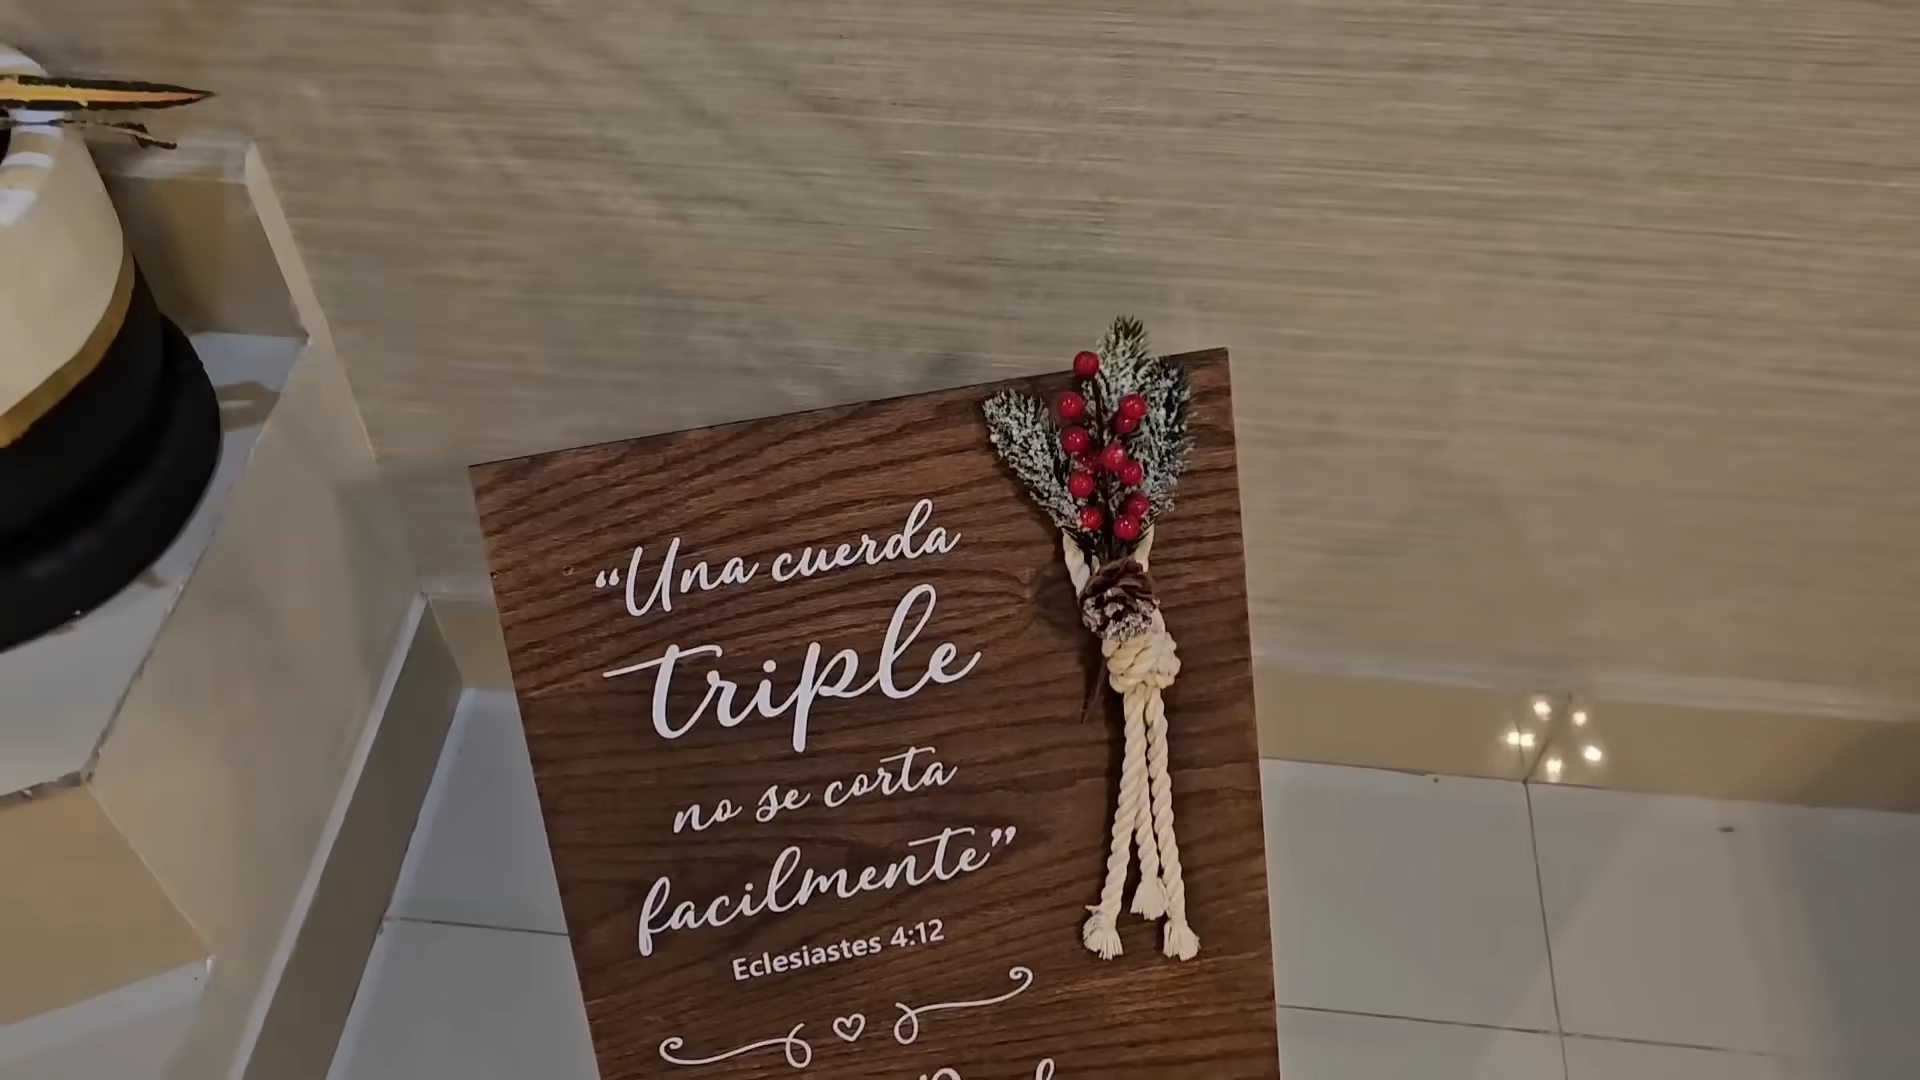 “Una cuerda
triple
no se corta
facilmente”
Eclesiastes 4:12